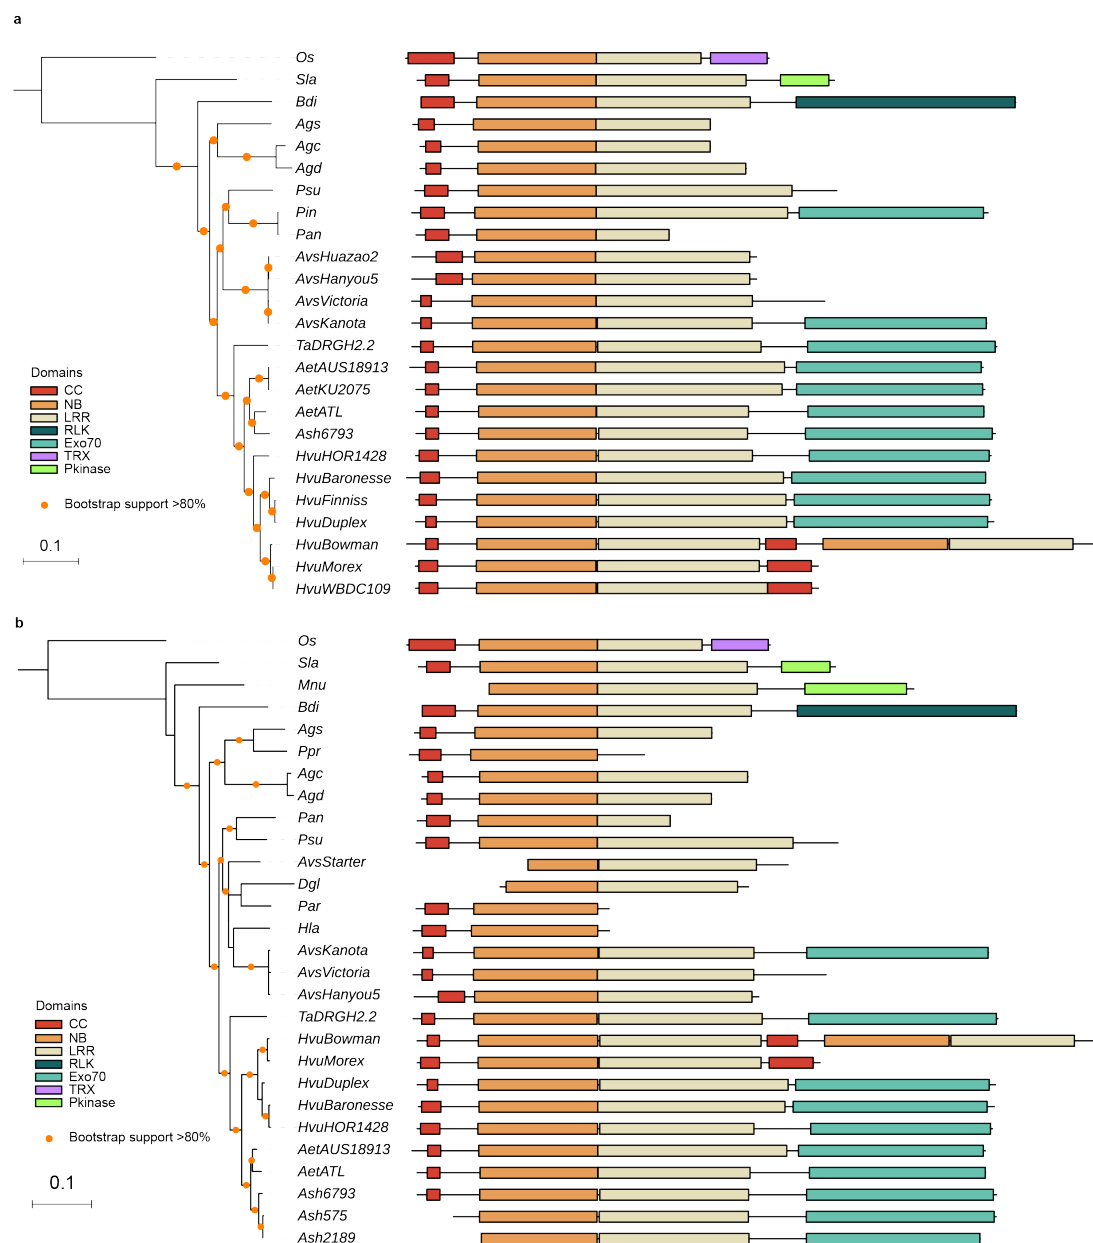 a
Os
Sla
Bdi
Ags
Agc
Agd
Psu
Pin
Pan
AvsHuazao2
AvsHanyou5
AvsVictoria
AvsKanota
TaDRGH2.2
AetAUS18913
AetKU2075
AetATL
Ash6793
HvuHOR1428
HvuBaronesse
HvuFinniss
HvuDuplex
HvuBowman
HvuMorex
HvuWBDC109
Domains
CC
NB
LRR
RLK
Exo70
TRX
Pkinase
Bootstrap support >80%
0.1
b
Os
Sla
Mnu
Bdi
Ags
Ppr
Agc
Agd
Pan
Psu
AvsStarter
Dgl
Par
Hla
AvsKanota
AvsVictoria
AvsHanyou5
TaDRGH2.2
HvuBowman
HvuMorex
HvuDuplex
HvuBaronesse
HvuHOR1428
AetAUS18913
AetATL
Ash6793
Ash575
Ash2189
Domains
CC
NB
LRR
RLK
Exo70
TRX
Pkinase
Bootstrap support >80%
0.1